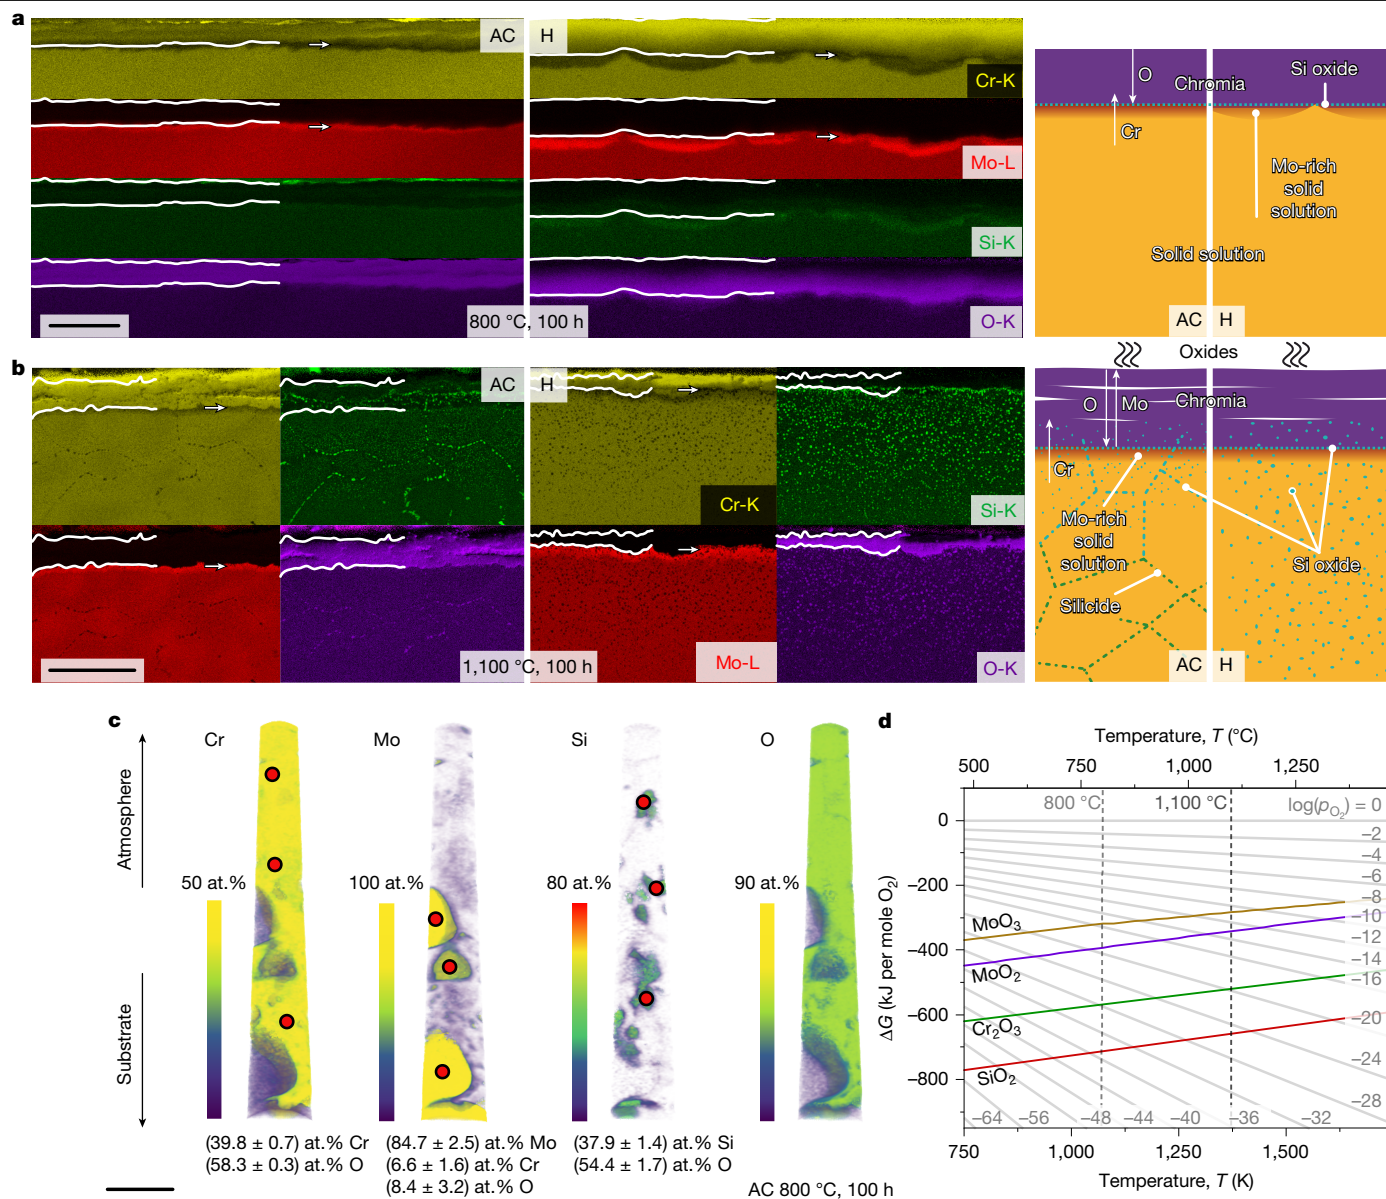 a
AC
H
Cr-K
Mo-L
Si-K
O-K
800 °C, 100 h
O
Chromia
Si oxide
Cr
Mo-rich
solid
solution
Solid solution
AC
H
b
AC
H
Cr-K
Si-K
Mo-L
O-K
1,100 °C, 100 h
Oxides
O
Mo
Chromia
Cr
Mo-rich
solid
solution
Silicide
Si oxide
AC
H
c
Atmosphere
Substrate
Cr
Mo
Si
O
50 at.%
100 at.%
80 at.%
90 at.%
(39.8 ± 0.7) at.% Cr
(58.3 ± 0.3) at.% O
(84.7 ± 2.5) at.% Mo
(6.6 ± 1.6) at.% Cr
(8.4 ± 3.2) at.% O
(37.9 ± 1.4) at.% Si
(54.4 ± 1.7) at.% O
AC 800 °C, 100 h
d
Temperature, T (°C)
500 750 1,000 1,250
800 °C
1,100 °C
log(pO2) = 0
−2
−4
−6
−8
−10
−12
−14
−16
−20
−24
−28
−64 −56 −48 −44 −40 −36 −32
MoO3
MoO2
Cr2O3
SiO2
0
−200
−400
−600
−800
ΔG (kJ per mole O2)
750 1,000 1,250 1,500
Temperature, T (K)